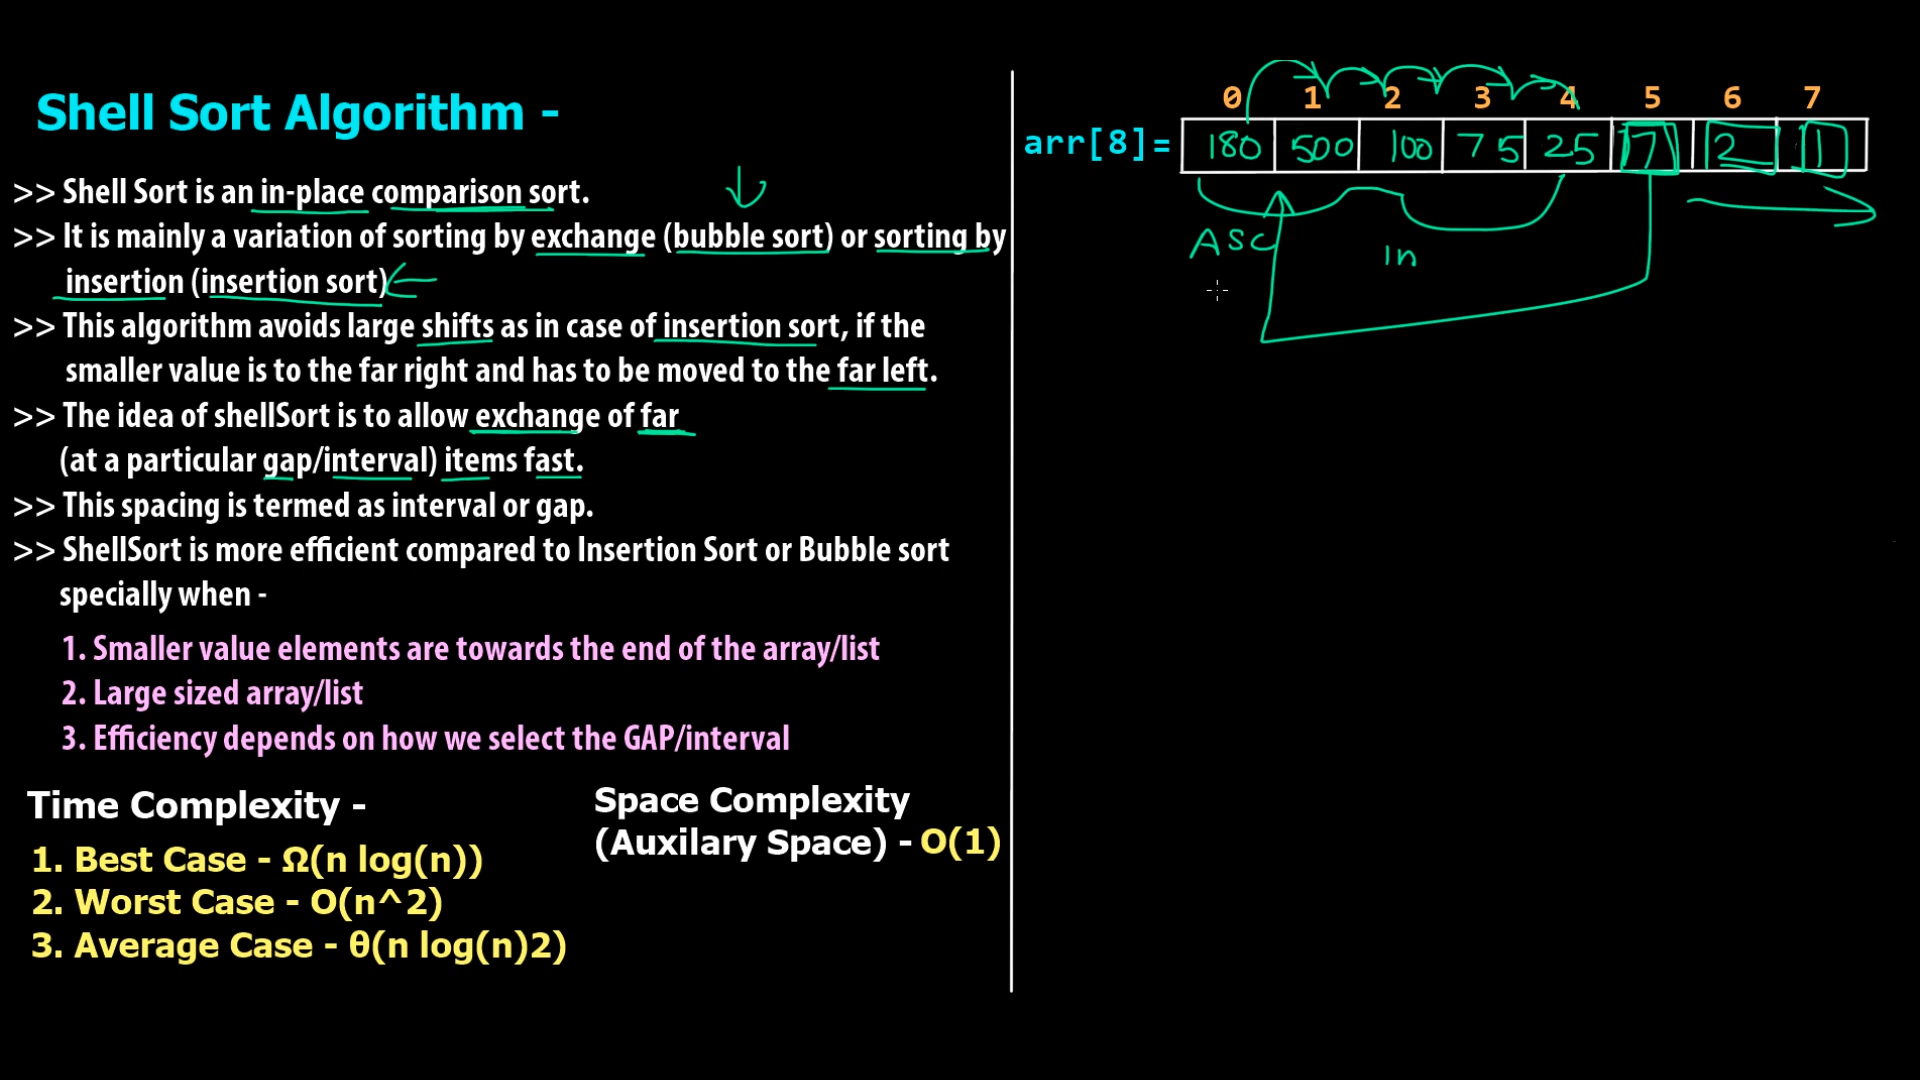 Shell Sort Algorithm -
>> Shell Sort is an in-place comparison sort.
>> It is mainly a variation of sorting by exchange (bubble sort) or sorting by
insertion (insertion sort)
>> This algorithm avoids large shifts as in case of insertion sort, if the
smaller value is to the far right and has to be moved to the far left.
>> The idea of shellSort is to allow exchange of far
(at a particular gap/interval) items fast.
>> This spacing is termed as interval or gap.
>> ShellSort is more efficient compared to Insertion Sort or Bubble sort
specially when -
1. Smaller value elements are towards the end of the array/list
2. Large sized array/list
3. Efficiency depends on how we select the GAP/interval
Time Complexity -
1. Best Case - Ω(n log(n))
2. Worst Case - O(n^2)
3. Average Case - θ(n log(n)2)
Space Complexity
(Auxilary Space) - O(1)
0 1 2 3 4 5 6 7
arr[8]= 180 500 100 75 25 7 2 1
ASC
In